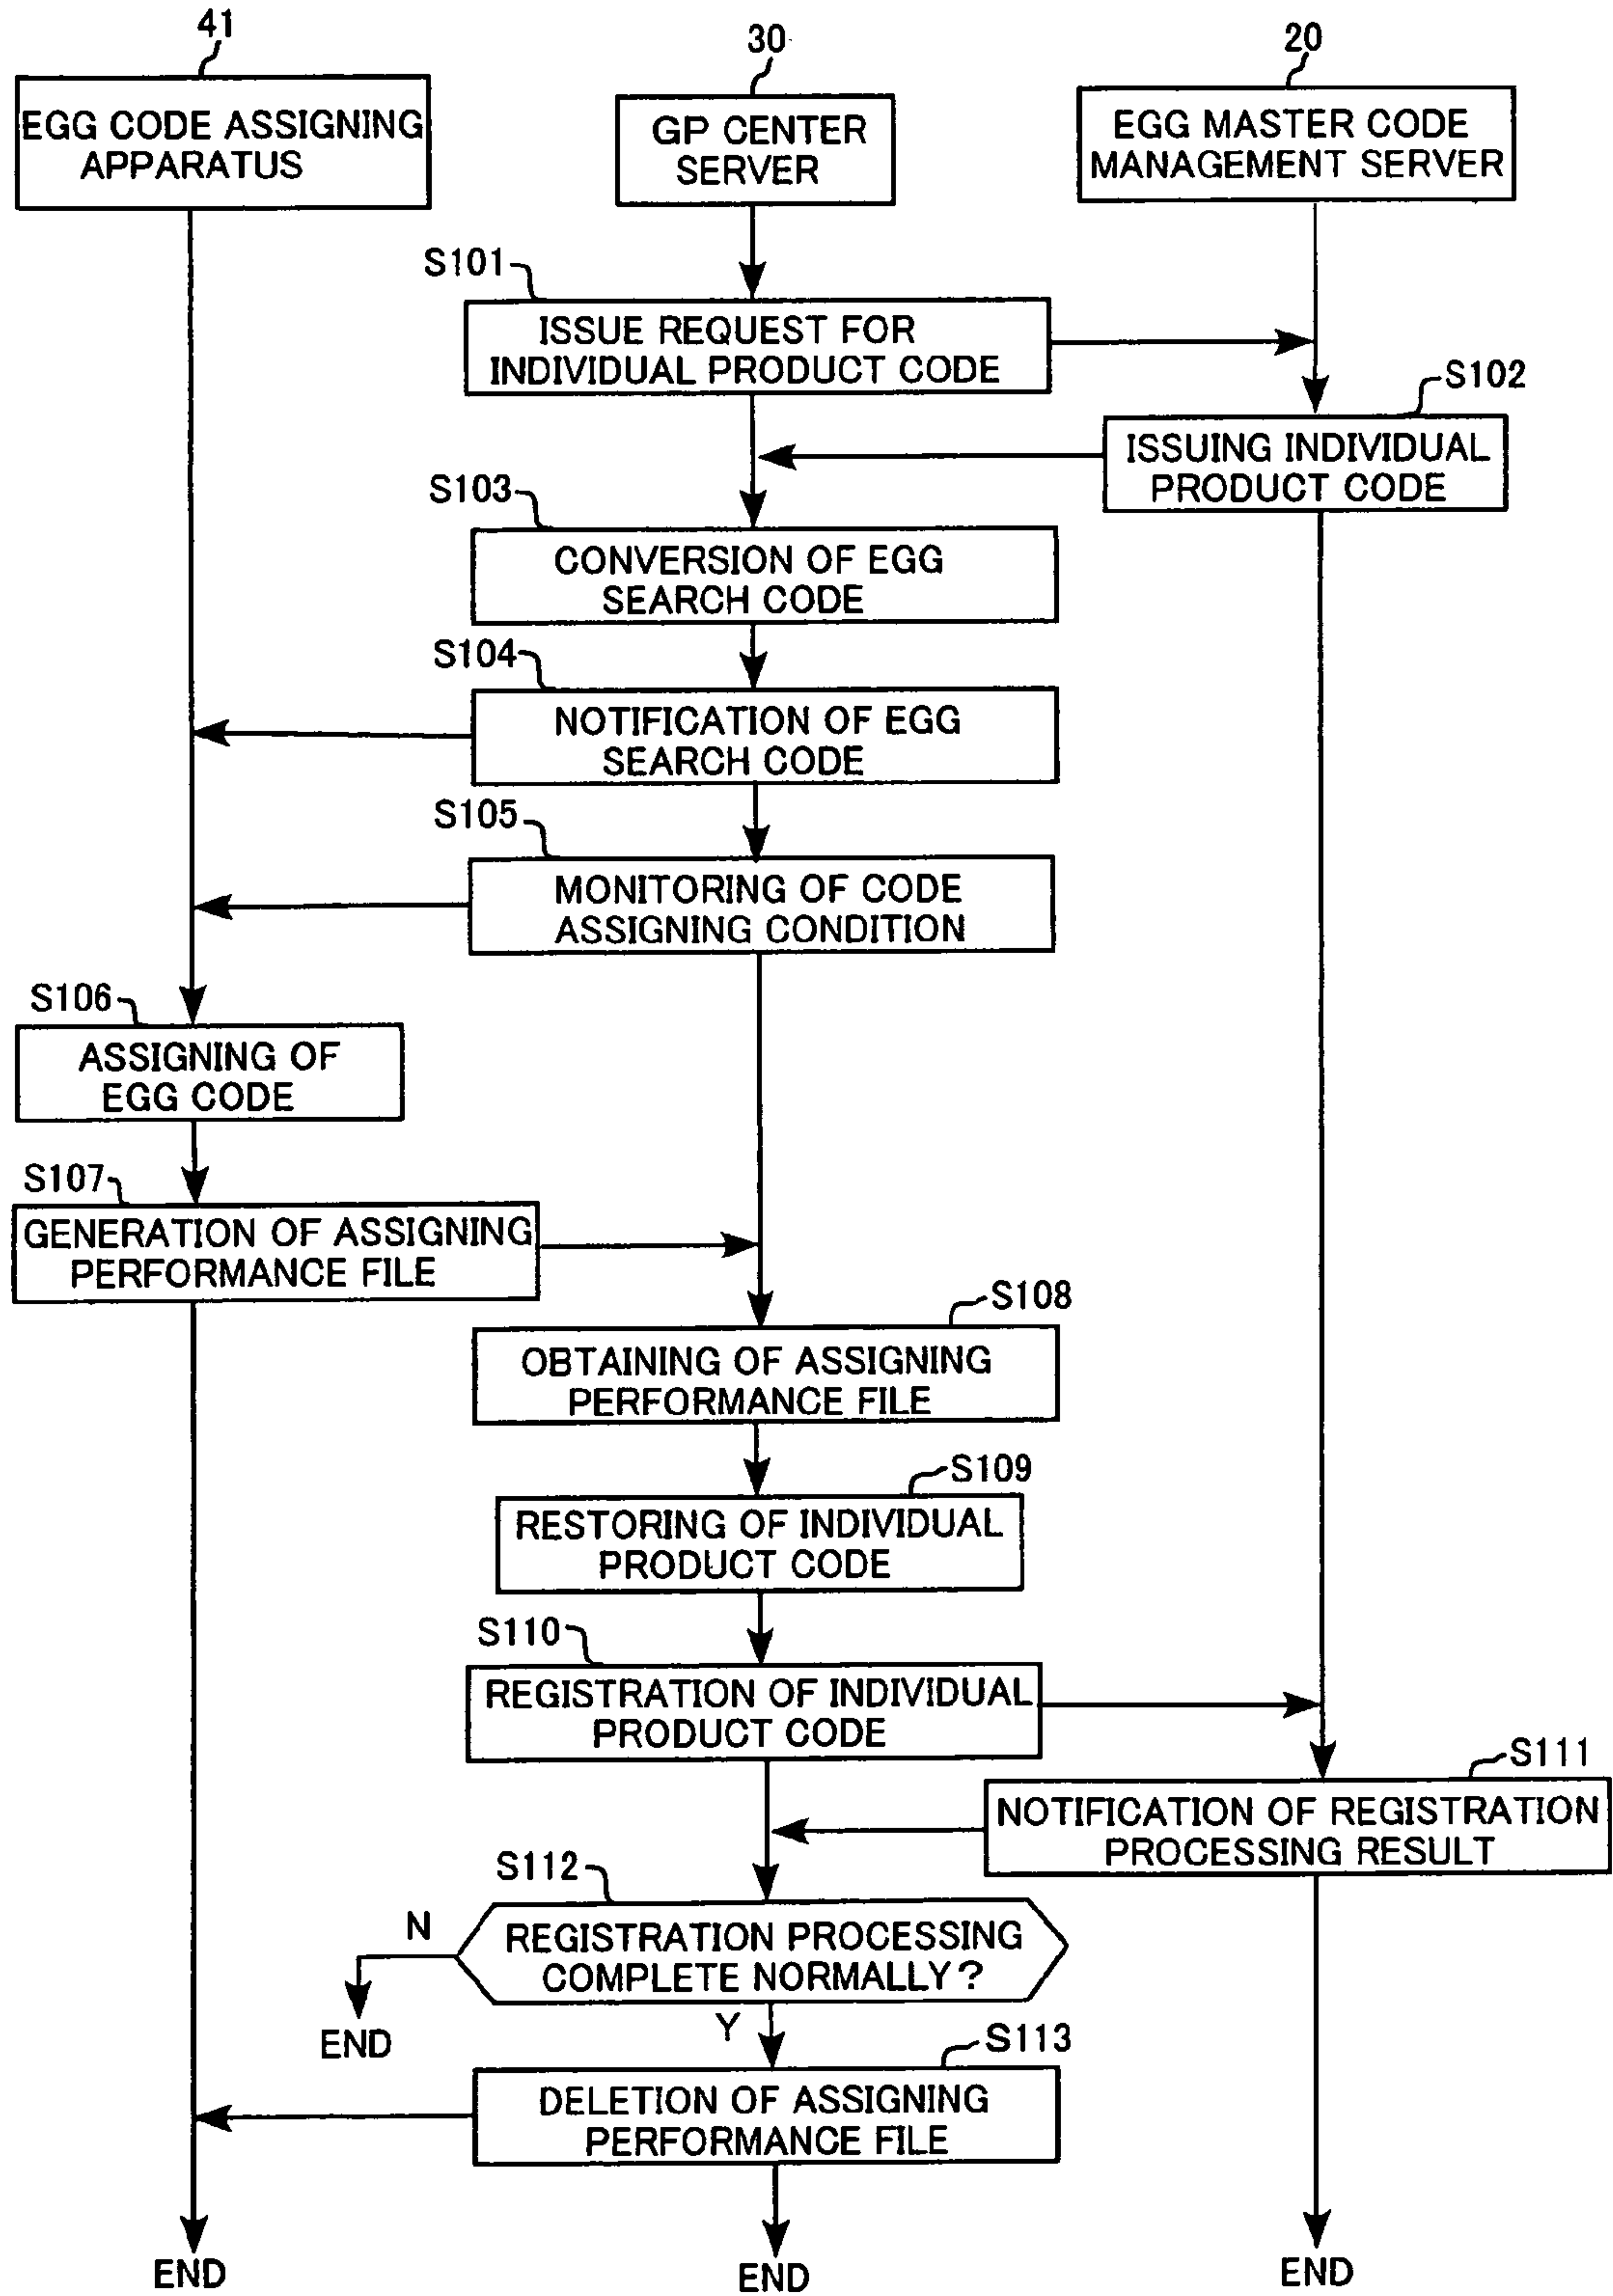 41
30
20
EGG CODE ASSIGNING
APPARATUS
GP CENTER
SERVER
EGG MASTER CODE
MANAGEMENT SERVER
S101
ISSUE REQUEST FOR
INDIVIDUAL PRODUCT CODE
S102
ISSUING INDIVIDUAL
PRODUCT CODE
S103
CONVERSION OF EGG
SEARCH CODE
S104
NOTIFICATION OF EGG
SEARCH CODE
S105
MONITORING OF CODE
ASSIGNING CONDITION
S106
ASSIGNING OF
EGG CODE
S107
GENERATION OF ASSIGNING
PERFORMANCE FILE
S108
OBTAINING OF ASSIGNING
PERFORMANCE FILE
S109
RESTORING OF INDIVIDUAL
PRODUCT CODE
S110
REGISTRATION OF INDIVIDUAL
PRODUCT CODE
S111
NOTIFICATION OF REGISTRATION
PROCESSING RESULT
S112
REGISTRATION PROCESSING
COMPLETE NORMALLY?
N
END
Y
S113
DELETION OF ASSIGNING
PERFORMANCE FILE
END
END
END